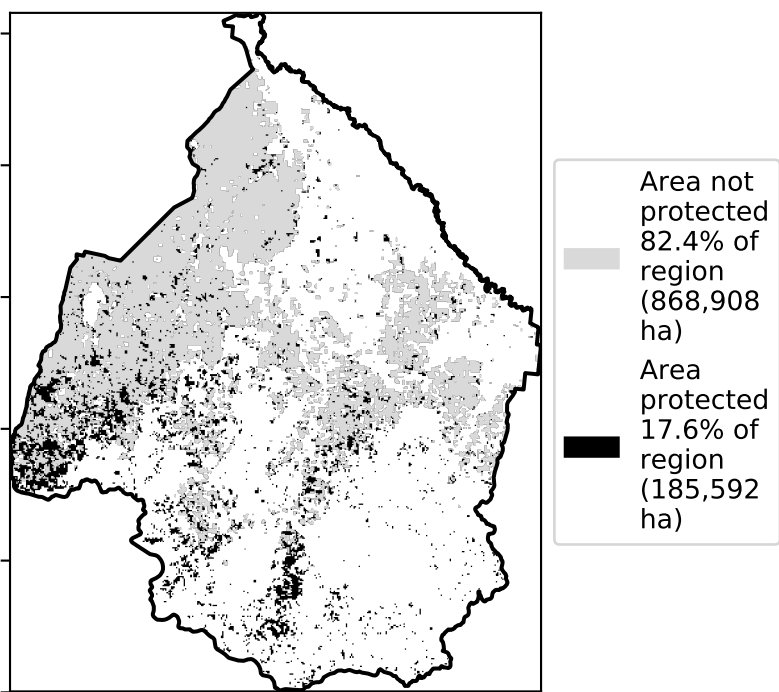 Area not
protected
82.4% of
region
(868,908
ha)
Area
protected
17.6% of
region
(185,592
ha)